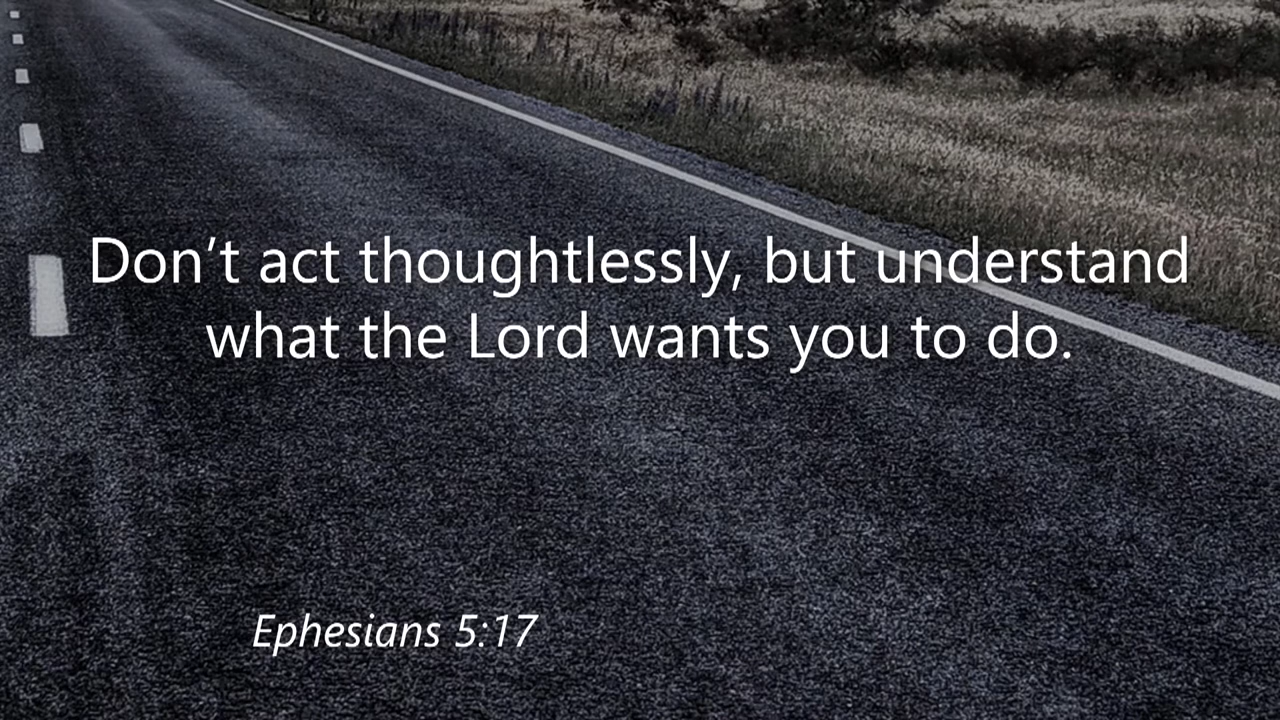 Don’t act thoughtlessly, but understand
what the Lord wants you to do.
Ephesians 5:17